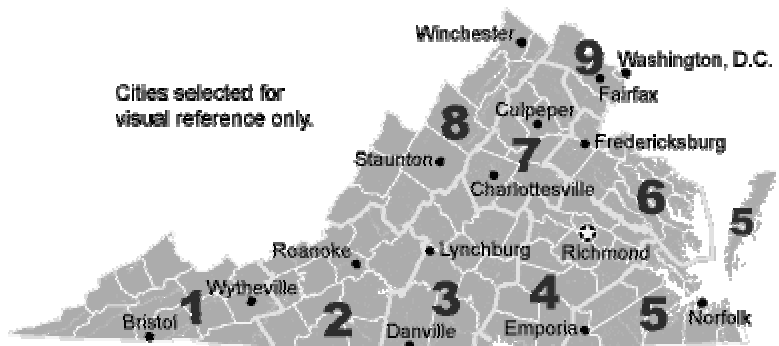 Winchester
9
Washington, D.C.
Fairfax
Cities selected for
visual reference only.
Culpeper
8
Fredericksburg
7
Staunton
Charlottesville
6
5
Roanoke
Lynchburg
Richmond
Wytheville
1
2
3
4
5
Bristol
Danville
Emporia
Norfolk